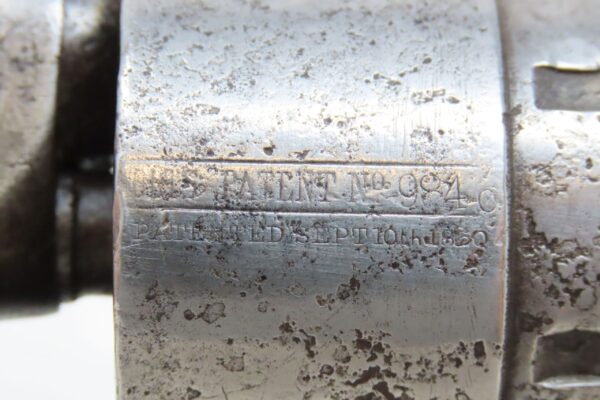 PATENT No. 984
PATENTED SEPT 10th 1850